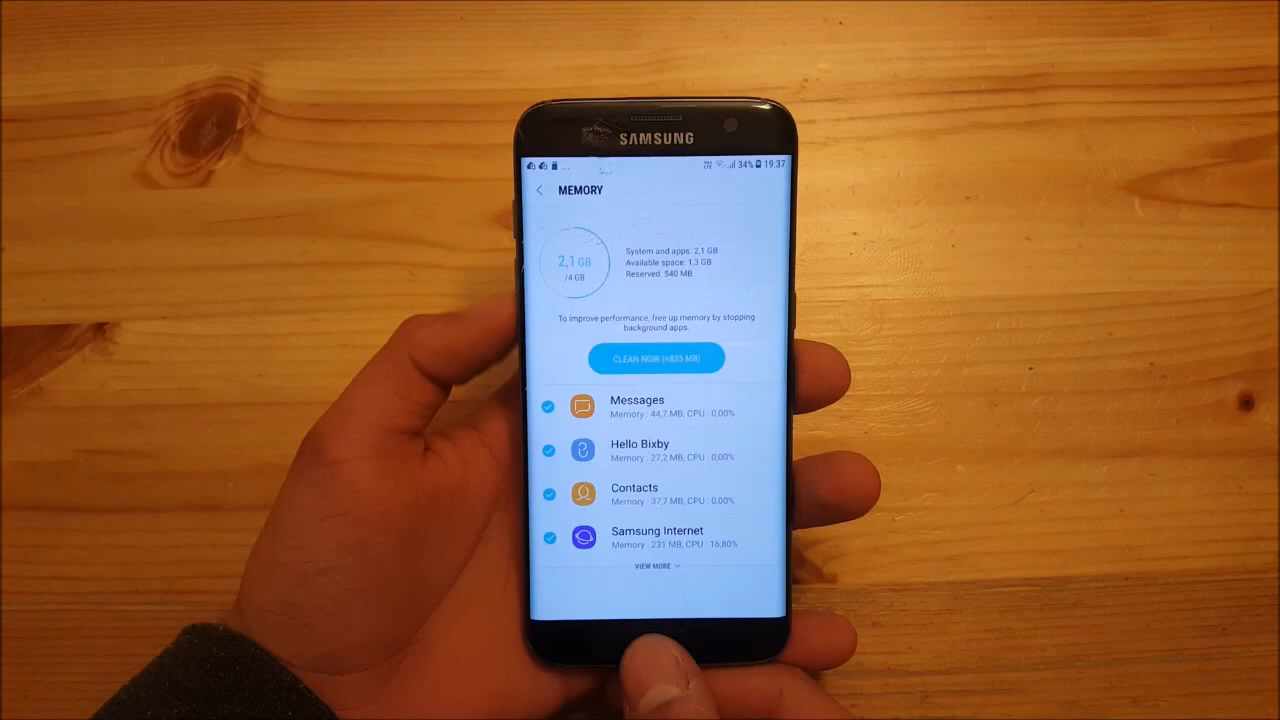 SAMSUNG
... 34% 19.37
MEMORY
2,1 GB
/4 GB
System and apps: 2,1 GB
Available space: 1,3 GB
Reserved: 540 MB
To improve performance, free up memory by stopping
background apps.
CLEAN NOW (+835 MB)
Messages
Memory : 44,7 MB, CPU : 0,00%
Hello Bixby
Memory : 27,2 MB, CPU : 0,00%
Contacts
Memory : 37,7 MB, CPU : 0,00%
Samsung Internet
Memory : 231 MB, CPU : 16,80%
VIEW MORE